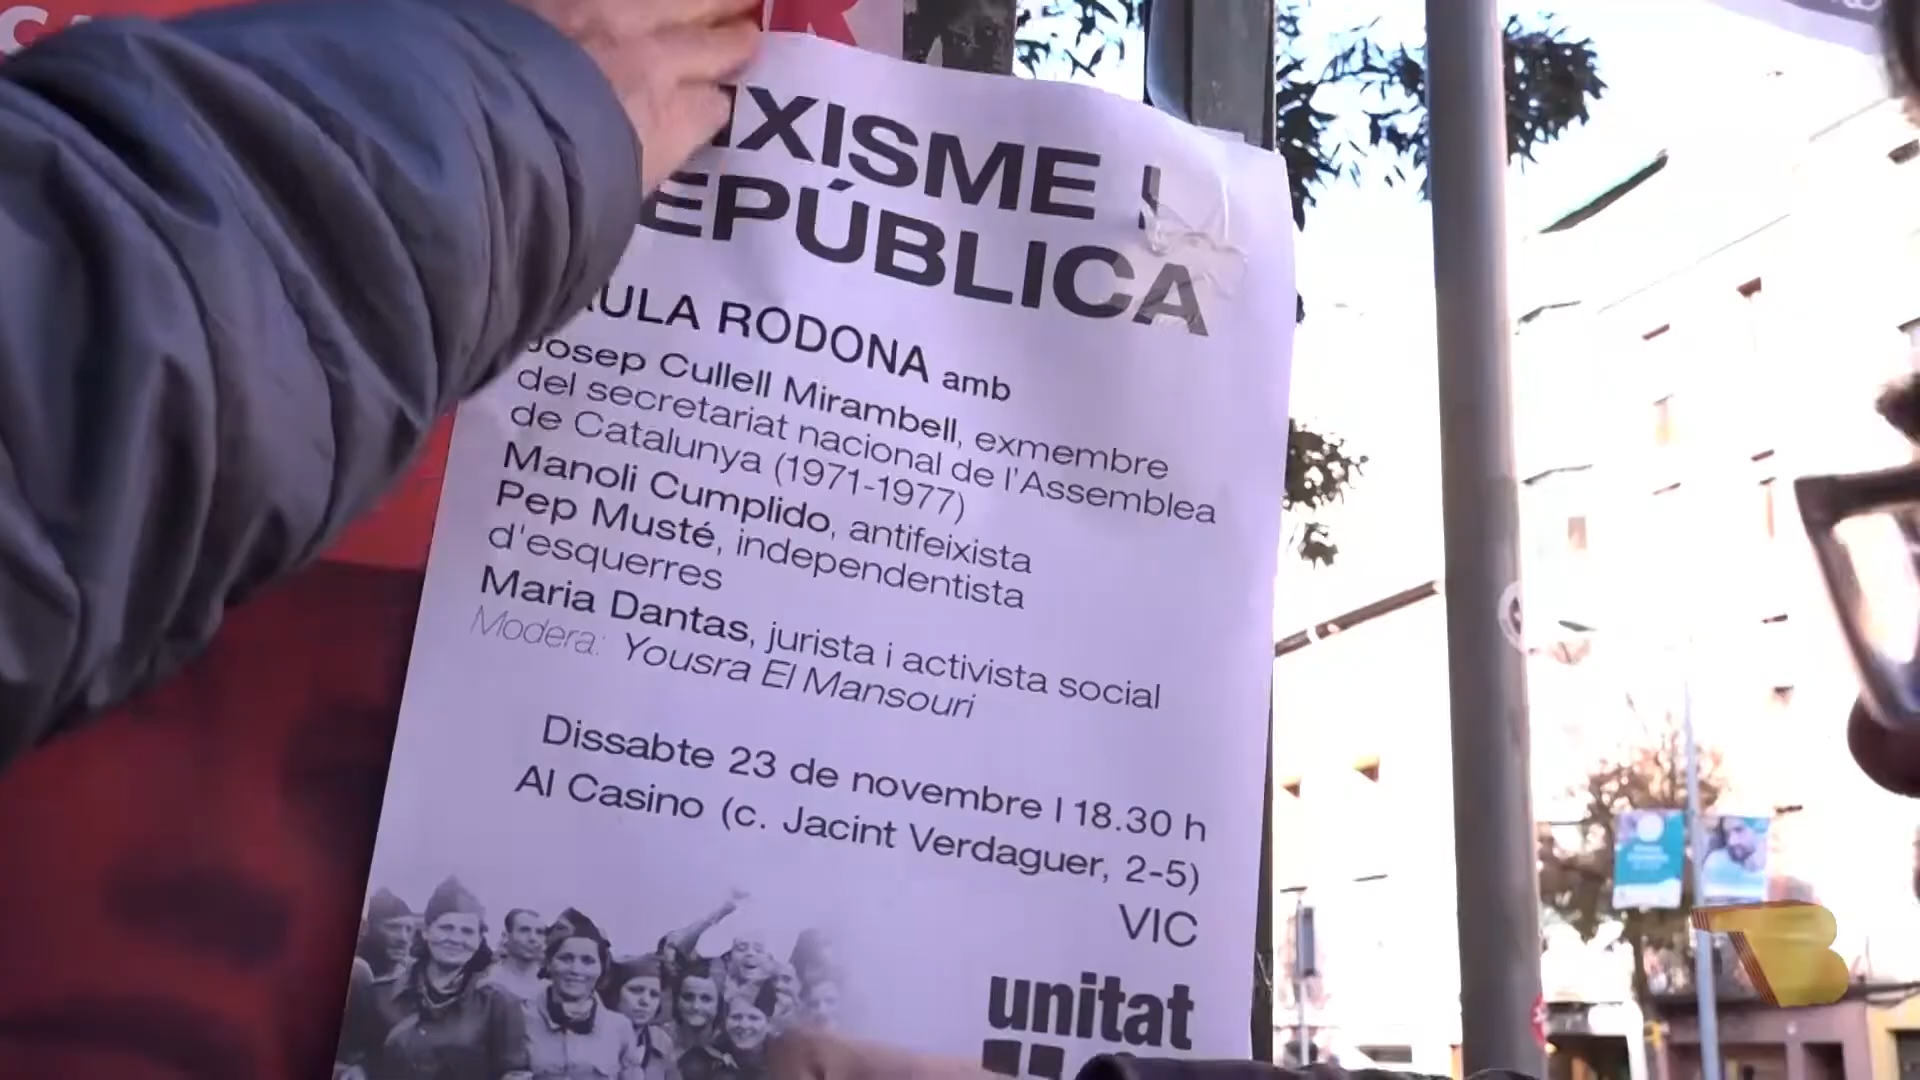 IXISME I
EPÚBLICA
AULA RODONA amb
Josep Cullell Mirambell, exmembre
del secretariat nacional de l'Assemblea
de Catalunya (1971-1977)
Manoli Cumplido, antifeixista
Pep Musté, independentista
d'esquerres
Maria Dantas, jurista i activista social
Modera: Yousra El Mansouri
Dissabte 23 de novembre | 18.30 h
Al Casino (c. Jacint Verdaguer, 2-5)
VIC
unitat